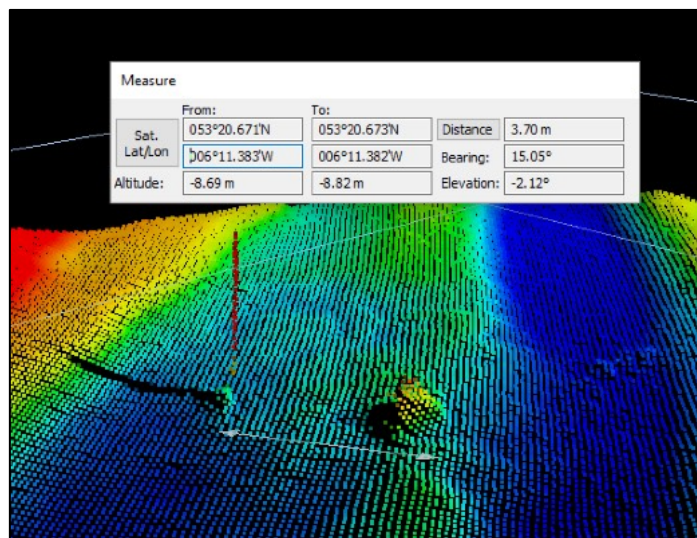 Measure
From: To:
Sat. Lat/Lon 053°20.671'N 053°20.673'N Distance 3.70 m
006°11.383'W 006°11.382'W Bearing: 15.05°
Altitude: -8.69 m -8.82 m Elevation: -2.12°